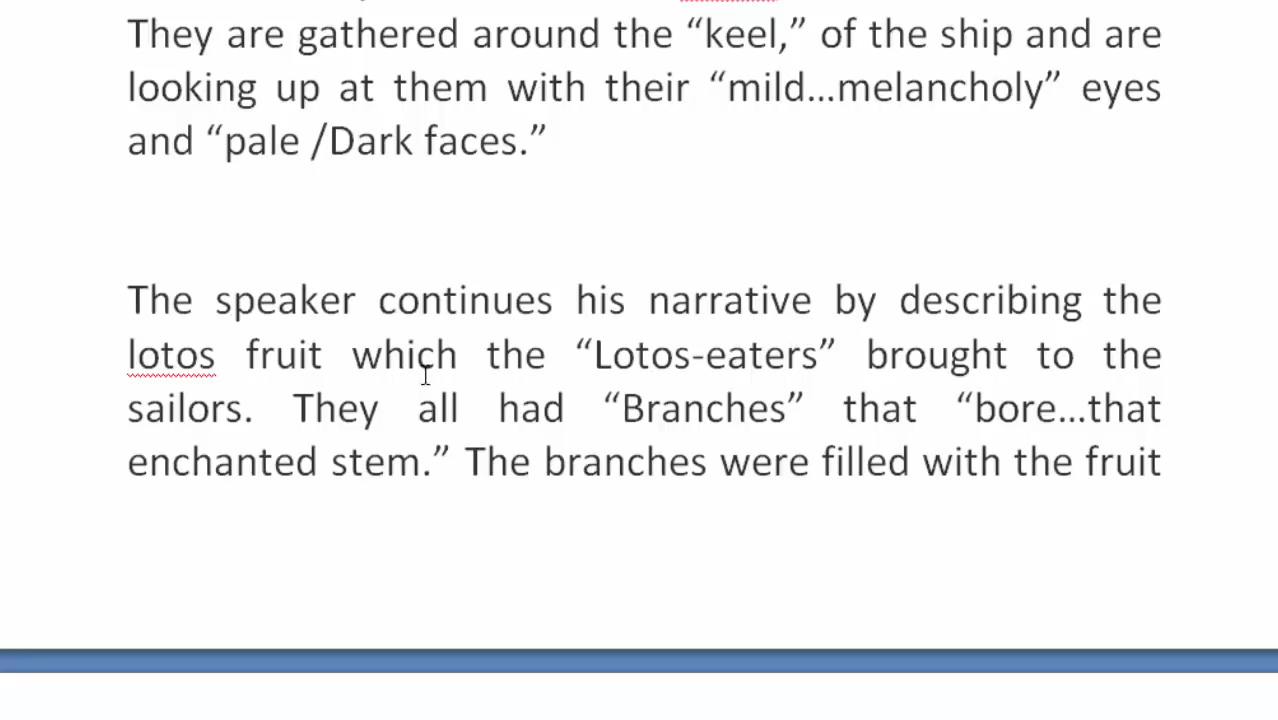 They are gathered around the “keel,” of the ship and are
looking up at them with their “mild…melancholy” eyes
and “pale /Dark faces.”
The speaker continues his narrative by describing the
lotos fruit which the “Lotos-eaters” brought to the
sailors. They all had “Branches” that “bore…that
enchanted stem.” The branches were filled with the fruit